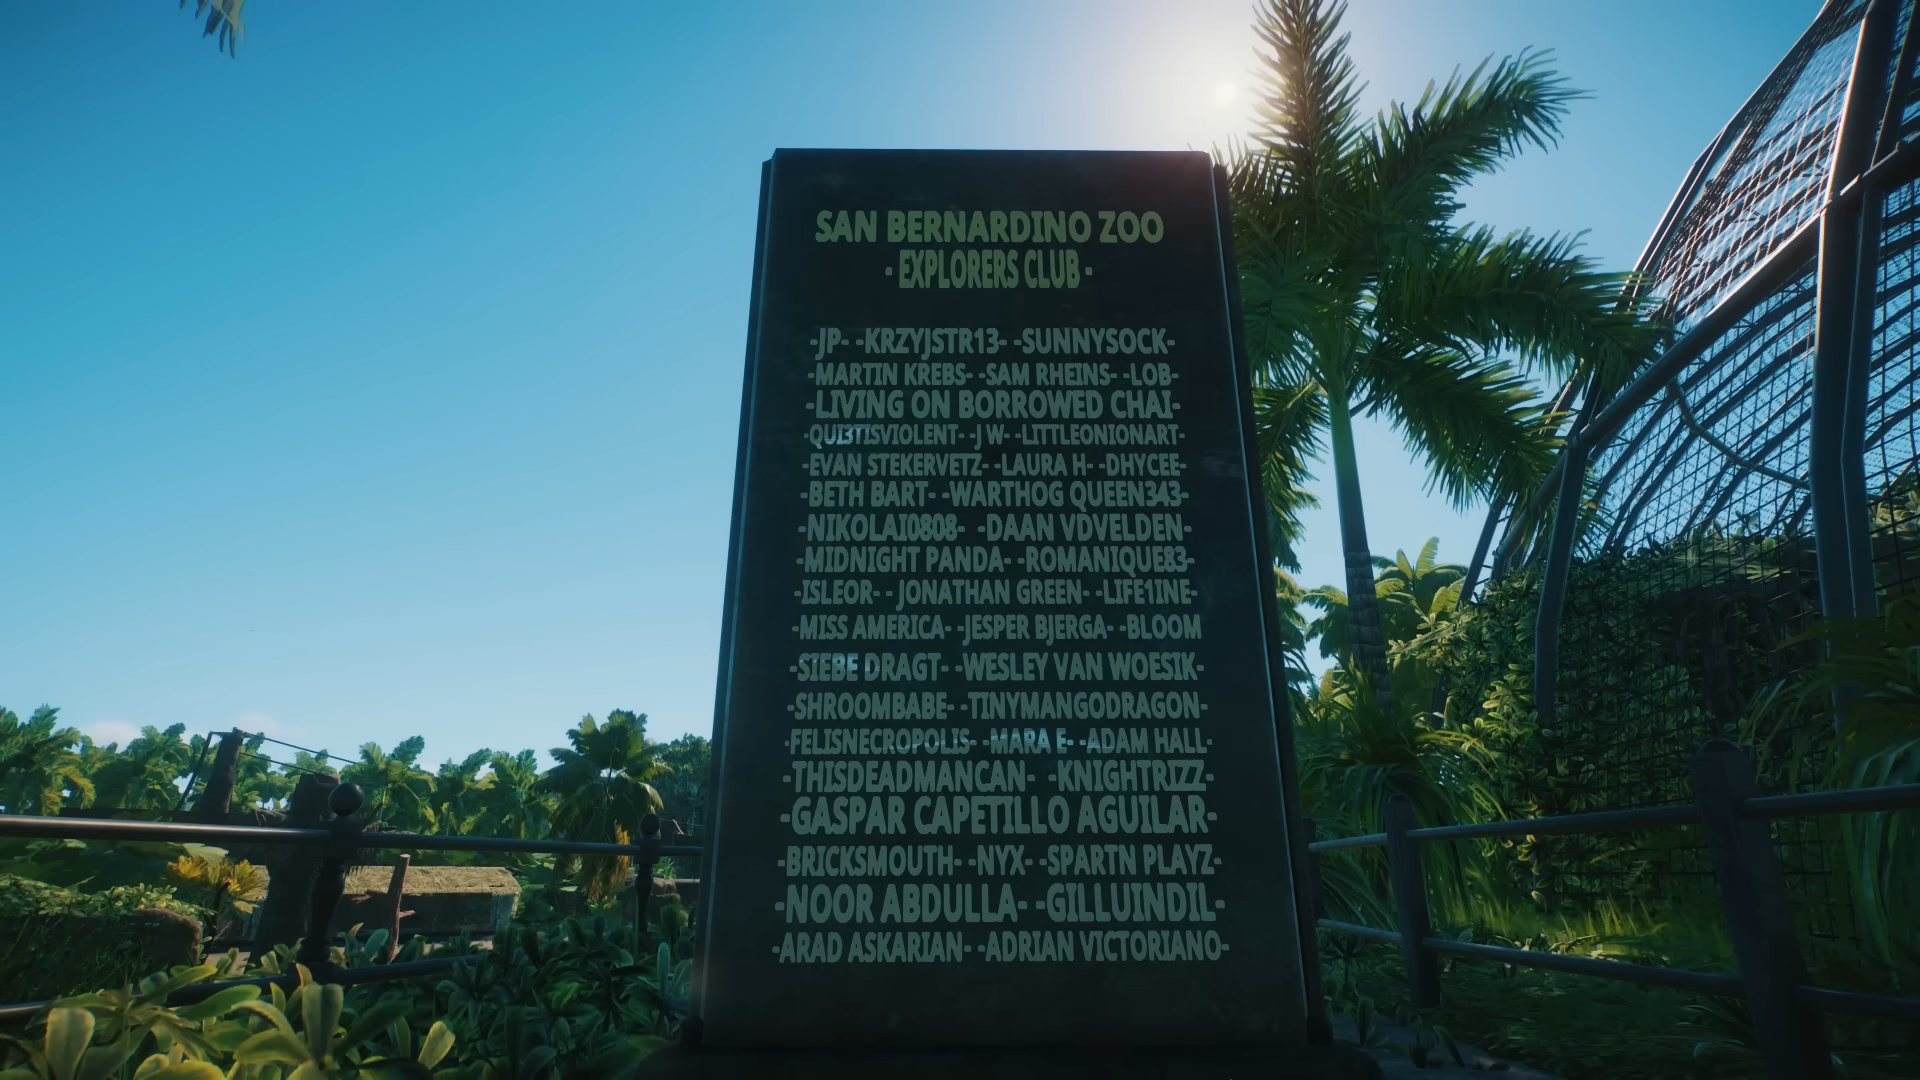 SAN BERNARDINO ZOO
· EXPLORERS CLUB ·
-JP- -KRZYJSTR13- -SUNNYSOCK-
-MARTIN KREBS- -SAM RHEINS- -LOB-
-LIVING ON BORROWED CHAI-
-QUIBTISVIOLENT- -J W- -LITTLEONIONART-
-EVAN STEKERVETZ- -LAURA H- -DHYCEE-
-BETH BART- -WARTHOG QUEEN343-
-NIKOLAI0808- -DAAN VDVELDEN-
-MIDNIGHT PANDA- -ROMANIQUE83-
-ISLEOR- - JONATHAN GREEN- -LIFE1INE-
-MISS AMERICA- -JESPER BJERGA- -BLOOM
-SIEBE DRAGT- -WESLEY VAN WOESIK-
-SHROOMBABE- -TINYMANGODRAGON-
-FELISNECROPOLIS- -MARA E- -ADAM HALL-
-THISDEADMANCAN- -KNIGHTRIZZ-
-GASPAR CAPETILLO AGUILAR-
-BRICKSMOUTH- -NYX- -SPARTN PLAYZ-
-NOOR ABDULLA- -GILLUINDIL-
-ARAD ASKARIAN- -ADRIAN VICTORIANO-